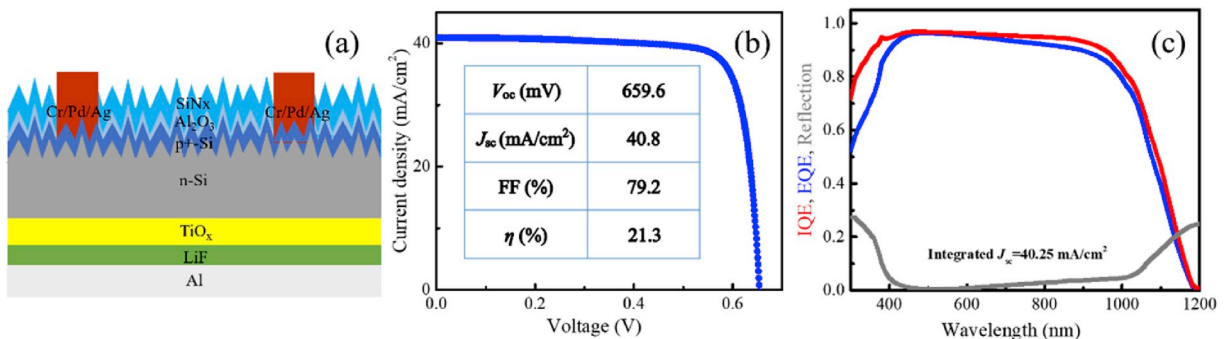 (a)
Cr/Pd/Ag
SiNx
Cr/Pd/Ag
Al₂O₃
p+-Si
n-Si
TiOₓ
LiF
Al
(b)
Current density (mA/cm²)
40
20
0
Voc (mV) 659.6
Jsc (mA/cm²) 40.8
FF (%) 79.2
η (%) 21.3
0.0 0.2 0.4 0.6
Voltage (V)
(c)
IQE, EQE, Reflection
1.0
0.8
0.6
0.4
0.2
0.0
Integrated Jsc=40.25 mA/cm²
400 600 800 1000 1200
Wavelength (nm)